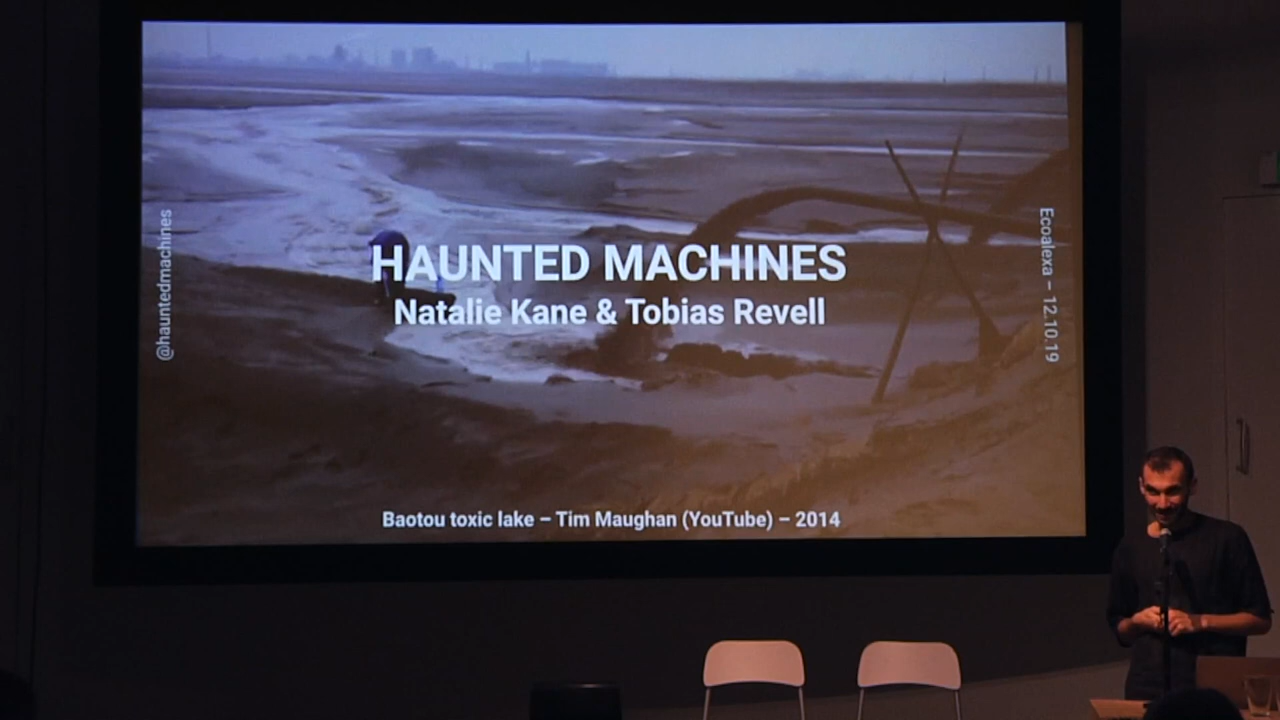 @hauntedmachines
HAUNTED MACHINES
Natalie Kane & Tobias Revell
Ecoalexa – 12.10.19
Baotou toxic lake – Tim Maughan (YouTube) – 2014